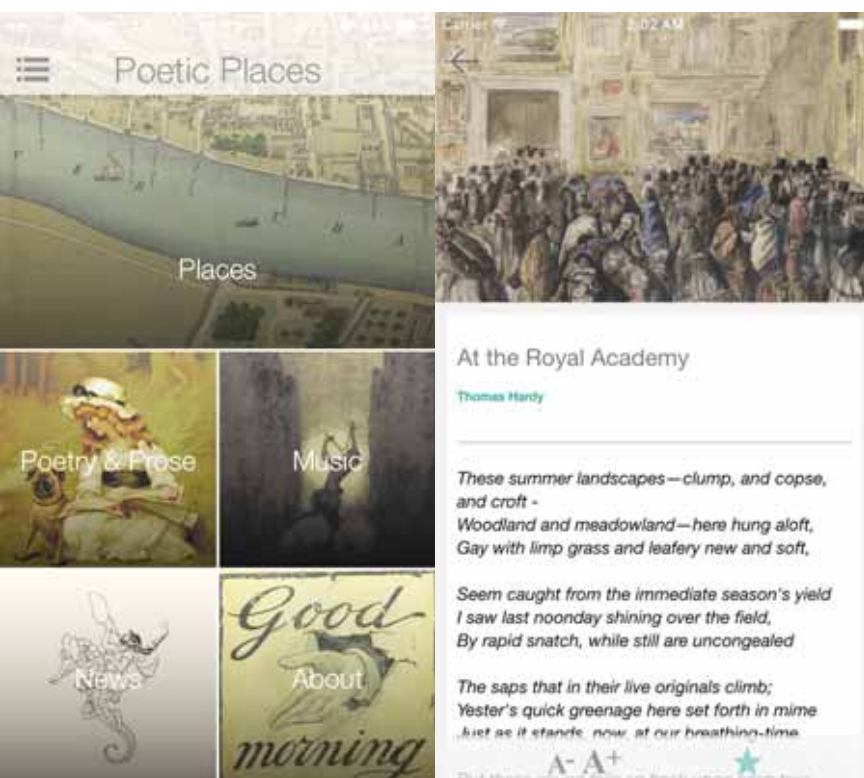 Poetic Places
Places
Poetry & Prose
Music
Good
News
About
morning
Carrier
2:02 AM
At the Royal Academy
Thomas Hardy
These summer landscapes—clump, and copse,
and croft -
Woodland and meadowland—here hung aloft,
Gay with limp grass and leafery new and soft,
Seem caught from the immediate season's yield
I saw last noonday shining over the field,
By rapid snatch, while still are uncongealed
The saps that in their live originals climb;
Yester's quick greenage here set forth in mime
Just as it stands, now, at our breathing-time.
A- A+